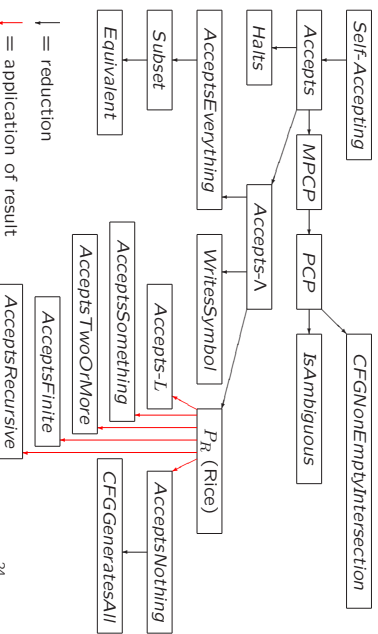 Self-Accepting
Accepts
Halts
MPCP
PCP
CFGNonEmptyIntersection
IsAmbiguous
Accepts-Λ
AcceptsEverything
Subset
Equivalent
WritesSymbol
P_R (Rice)
Accepts-L
AcceptsSomething
AcceptsTwoOrMore
AcceptsFinite
AcceptsRecursive
AcceptsNothing
CFGGeneratesAll
= reduction
= application of result
24